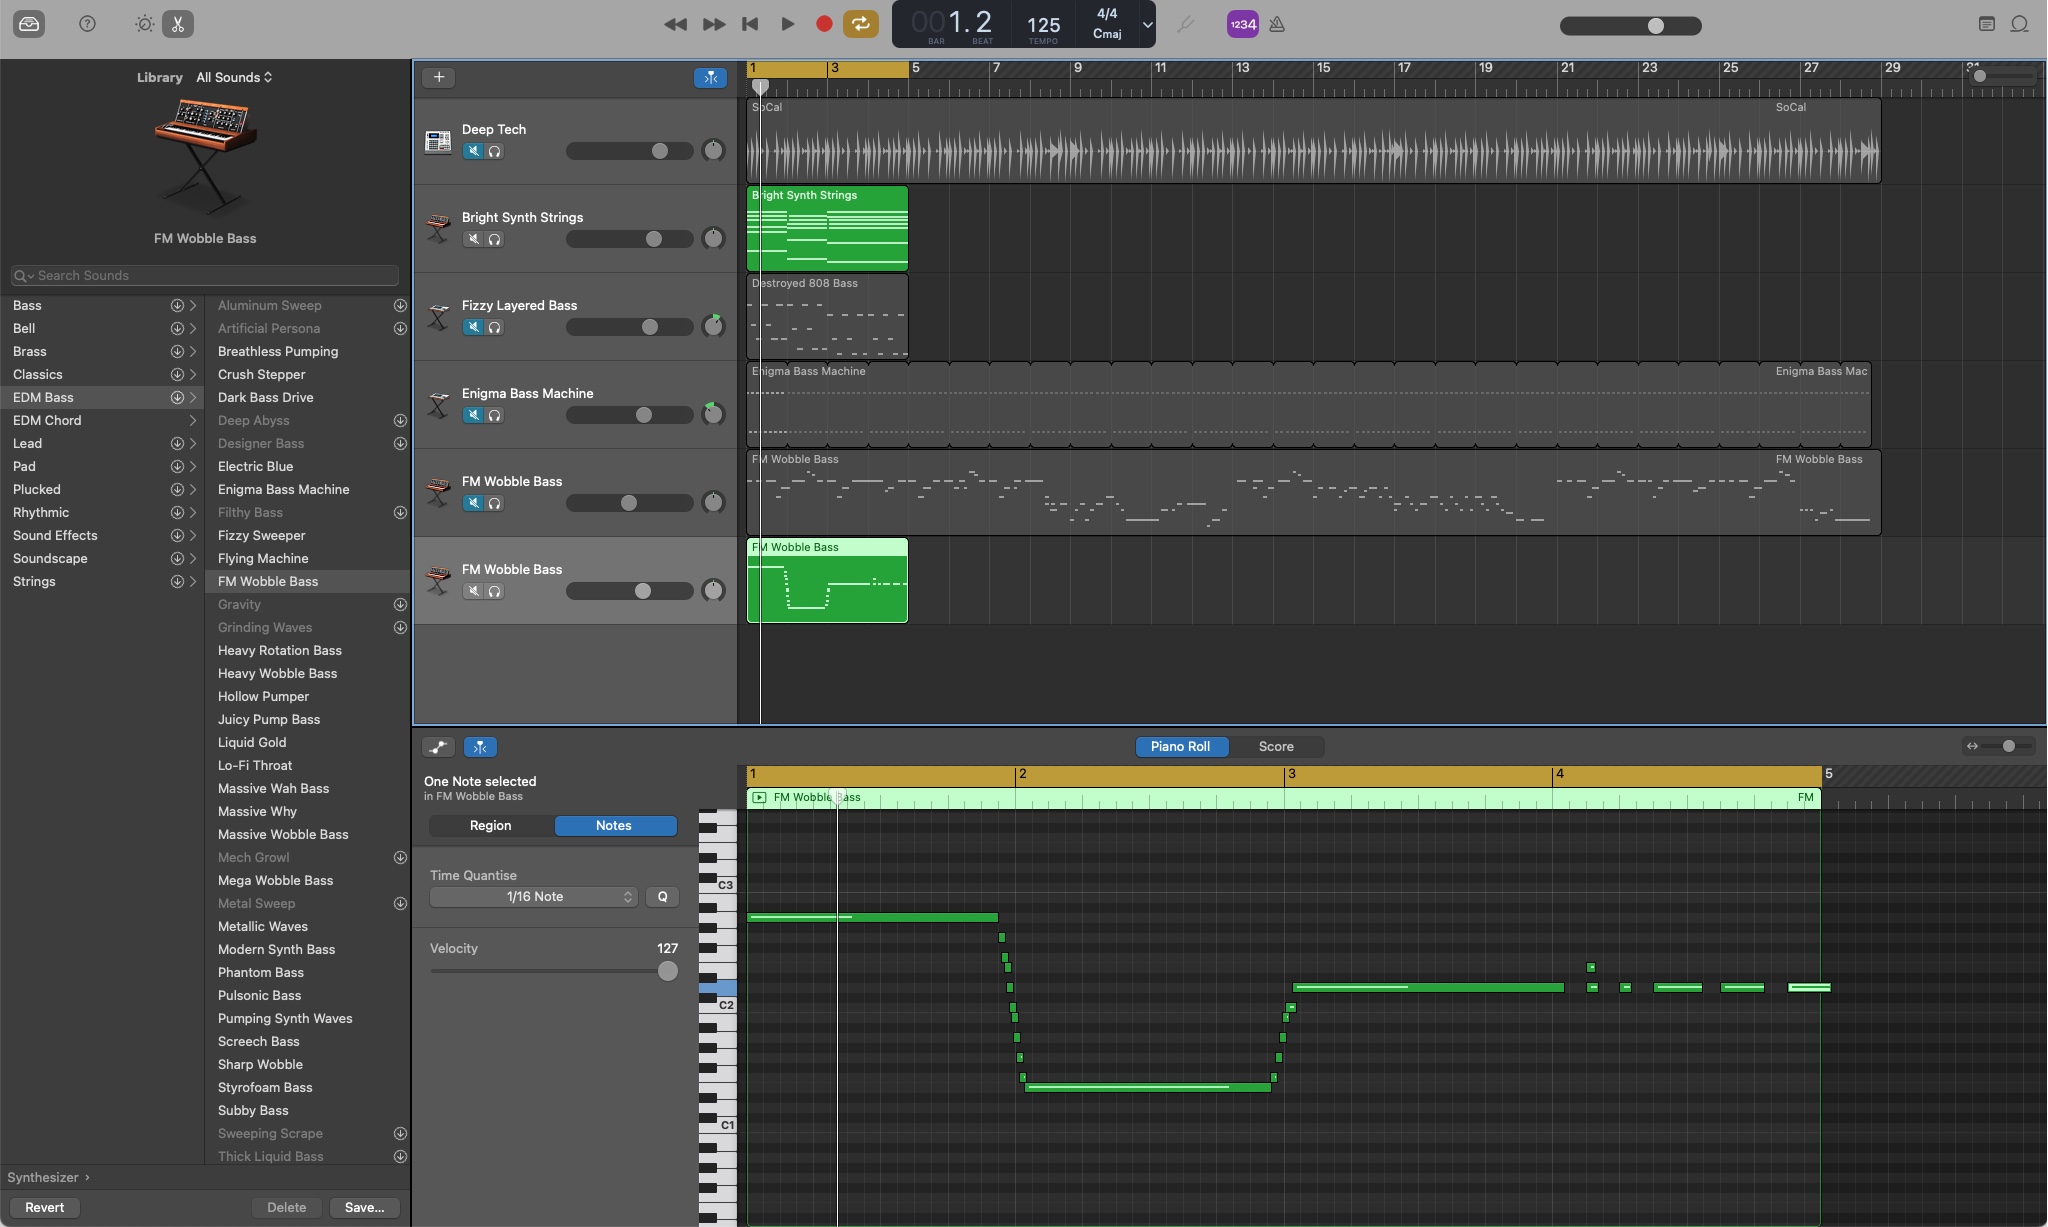 001.2
BAR
BEAT
125
TEMPO
4/4
Cmaj
1234
Library
All Sounds
FM Wobble Bass
Search Sounds
Bass
Bell
Brass
Classics
EDM Bass
EDM Chord
Lead
Pad
Plucked
Rhythmic
Sound Effects
Soundscape
Strings
Aluminum Sweep
Artificial Persona
Breathless Pumping
Crush Stepper
Dark Bass Drive
Deep Abyss
Designer Bass
Electric Blue
Enigma Bass Machine
Filthy Bass
Fizzy Sweeper
Flying Machine
FM Wobble Bass
Gravity
Grinding Waves
Heavy Rotation Bass
Heavy Wobble Bass
Hollow Pumper
Juicy Pump Bass
Liquid Gold
Lo-Fi Throat
Massive Wah Bass
Massive Why
Massive Wobble Bass
Mech Growl
Mega Wobble Bass
Metal Sweep
Metallic Waves
Modern Synth Bass
Phantom Bass
Pulsonic Bass
Pumping Synth Waves
Screech Bass
Sharp Wobble
Styrofoam Bass
Subby Bass
Sweeping Scrape
Thick Liquid Bass
Synthesizer
Revert
Delete
Save...
1 3 5 7 9 11 13 15 17 19 21 23 25 27 29 31
Deep Tech
SoCal
SoCal
Bright Synth Strings
Bright Synth Strings
Fizzy Layered Bass
Destroyed 808 Bass
Enigma Bass Machine
Enigma Bass Machine
Enigma Bass Mac
FM Wobble Bass
FM Wobble Bass
FM Wobble Bass
FM Wobble Bass
FM Wobble Bass
Piano Roll
Score
One Note selected
in FM Wobble Bass
Region
Notes
Time Quantise
1/16 Note
Q
Velocity
127
1 2 3 4 5
FM Wobble Bass
FM
C3
C2
C1